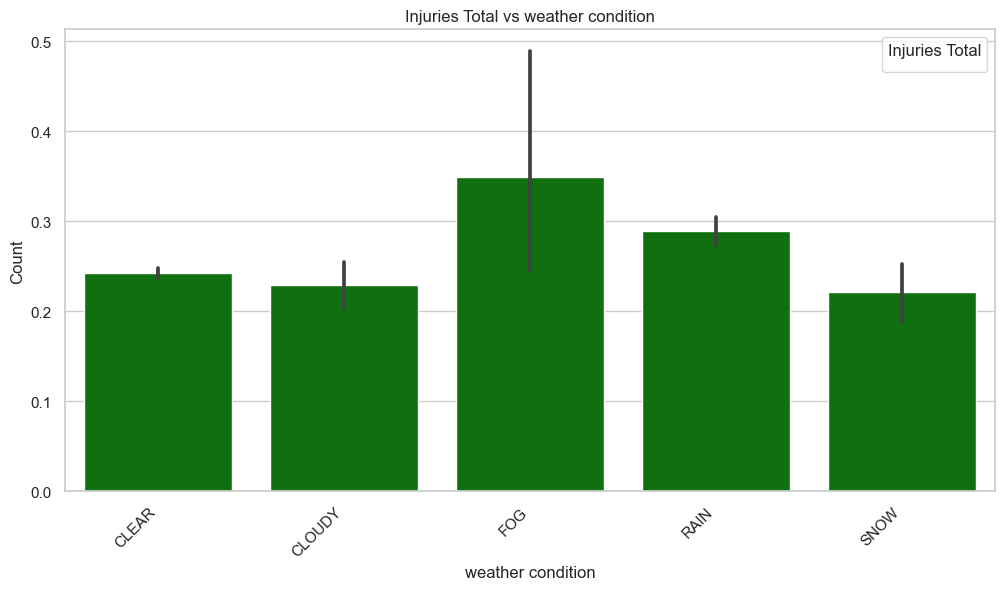 Injuries Total vs weather condition
Injuries Total
Count
0.5
0.4
0.3
0.2
0.1
0.0
CLEAR
CLOUDY
FOG
RAIN
SNOW
weather condition